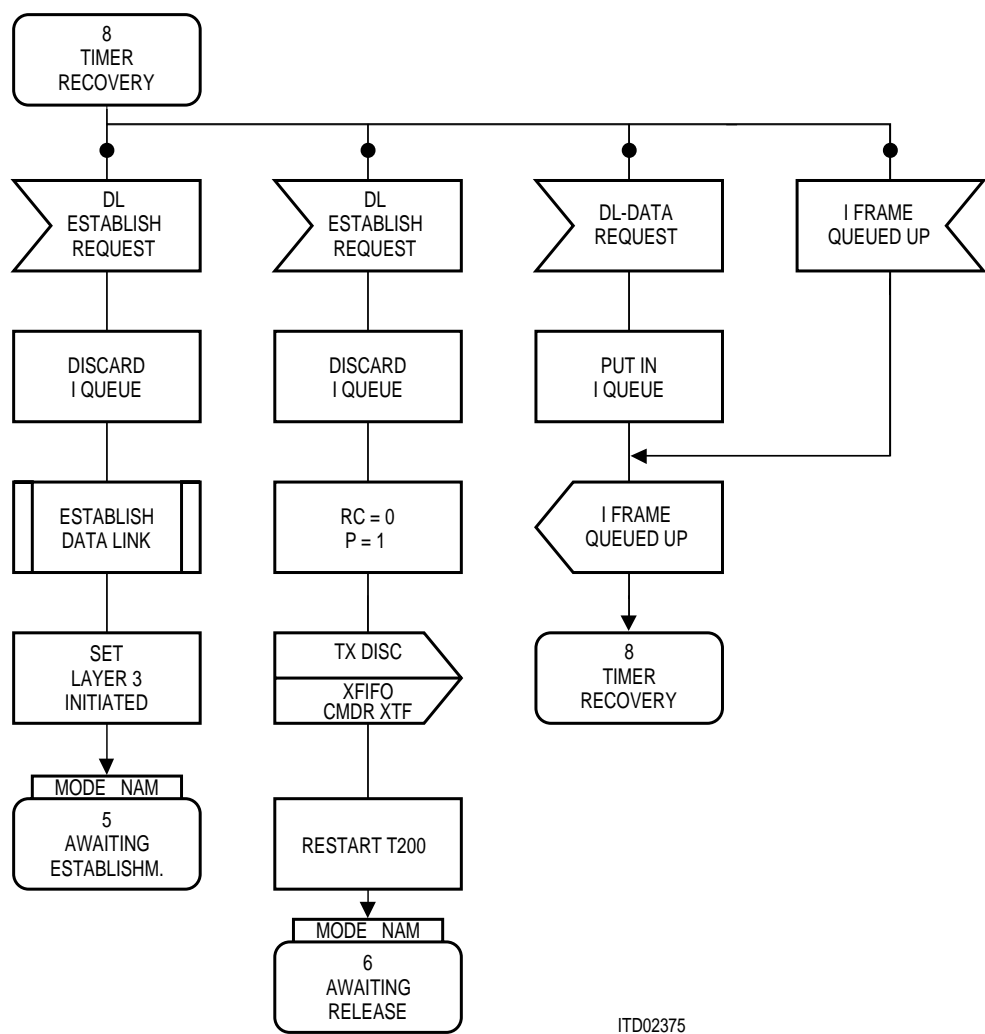 8
TIMER
RECOVERY
DL
ESTABLISH
REQUEST
DL
ESTABLISH
REQUEST
DL-DATA
REQUEST
I FRAME
QUEUED UP
DISCARD
I QUEUE
DISCARD
I QUEUE
PUT IN
I QUEUE
ESTABLISH
DATA LINK
RC = 0
P = 1
I FRAME
QUEUED UP
SET
LAYER 3
INITIATED
TX DISC
XFIFO
CMDR XTF
8
TIMER
RECOVERY
MODE NAM
5
AWAITING
ESTABLISHM.
RESTART T200
MODE NAM
6
AWAITING
RELEASE
ITD02375